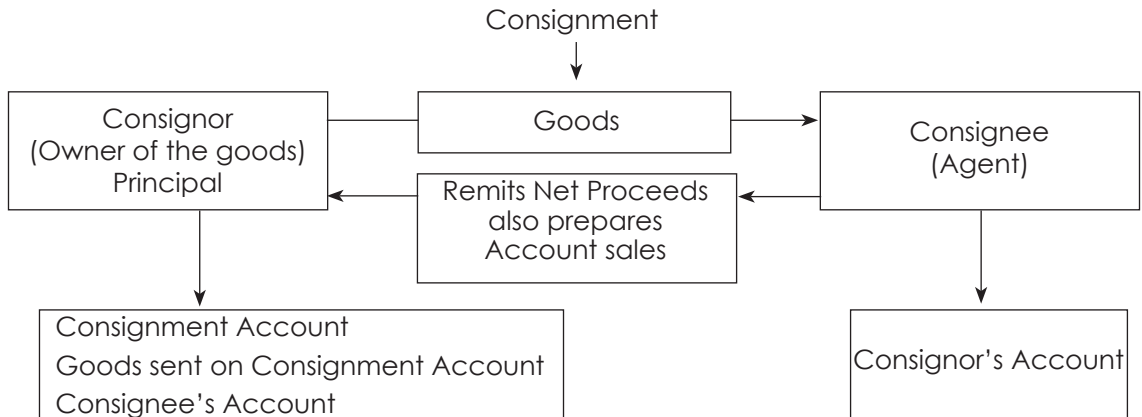 Consignment
Consignor
(Owner of the goods)
Principal
Goods
Consignee
(Agent)
Remits Net Proceeds
also prepares
Account sales
Consignment Account
Goods sent on Consignment Account
Consignee’s Account
Consignor’s Account